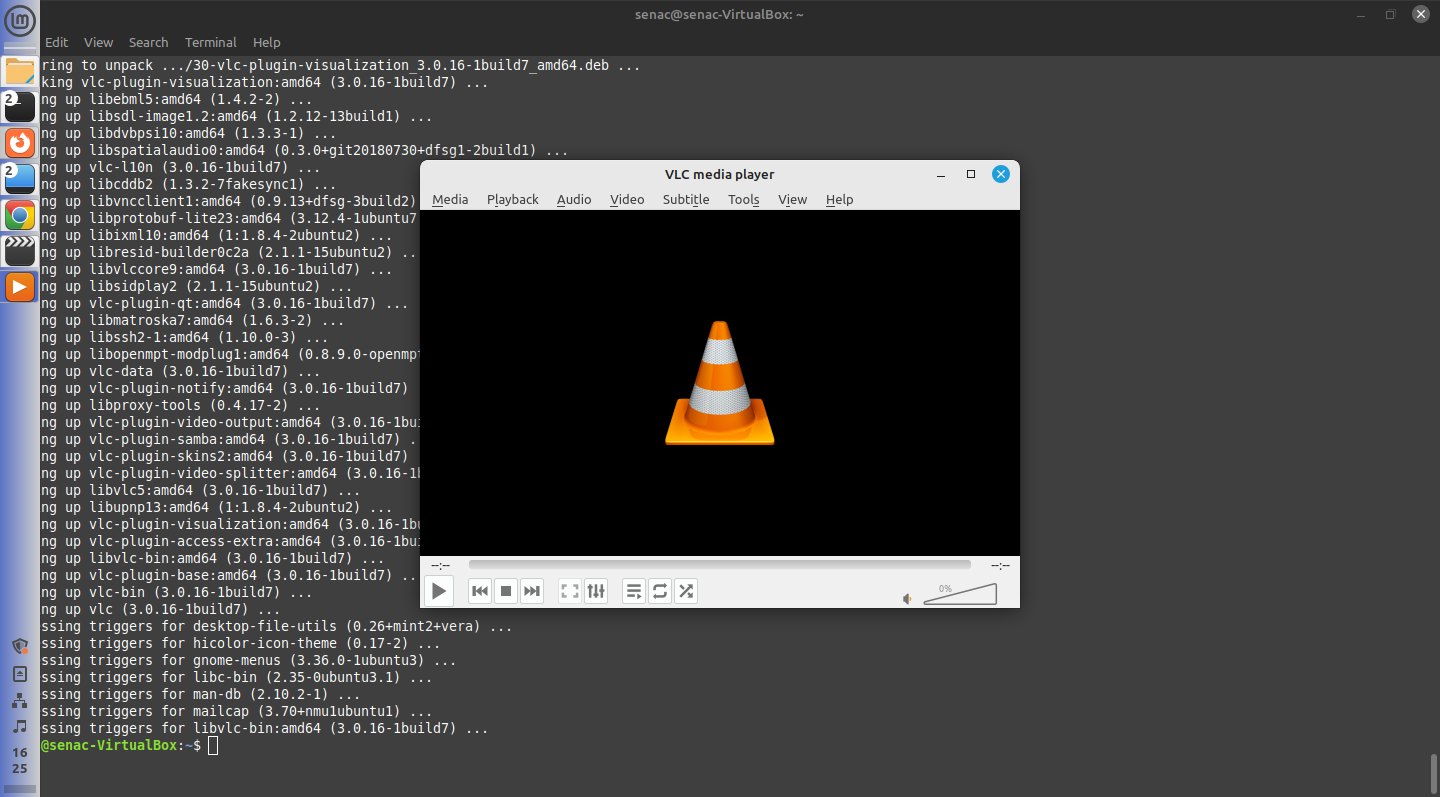 senac@senac-VirtualBox: ~
Edit View Search Terminal Help
ring to unpack .../30-vlc-plugin-visualization_3.0.16-1build7_amd64.deb ...
king vlc-plugin-visualization:amd64 (3.0.16-1build7) ...
ng up libebml5:amd64 (1.4.2-2) ...
ng up libsdl-image1.2:amd64 (1.2.12-13build1) ...
ng up libdvbpsi10:amd64 (1.3.3-1) ...
ng up libspatialaudio0:amd64 (0.3.0+git20180730+dfsg1-2build1) ...
ng up vlc-l10n (3.0.16-1build7) ...
ng up libcddb2 (1.3.2-7fakesync1) ...
ng up libvncclient1:amd64 (0.9.13+dfsg-3build2)
ng up libprotobuf-lite23:amd64 (3.12.4-1ubuntu7
ng up libixml10:amd64 (1:1.8.4-2ubuntu2) ...
ng up libresid-builder0c2a (2.1.1-15ubuntu2) ..
ng up libvlccore9:amd64 (3.0.16-1build7) ...
ng up libsidplay2 (2.1.1-15ubuntu2) ...
ng up vlc-plugin-qt:amd64 (3.0.16-1build7) ...
ng up libmatroska7:amd64 (1.6.3-2) ...
ng up libssh2-1:amd64 (1.10.0-3) ...
ng up libopenmpt-modplug1:amd64 (0.8.9.0-openmpt
ng up vlc-data (3.0.16-1build7) ...
ng up vlc-plugin-notify:amd64 (3.0.16-1build7)
ng up libproxy-tools (0.4.17-2) ...
ng up vlc-plugin-video-output:amd64 (3.0.16-1bui
ng up vlc-plugin-samba:amd64 (3.0.16-1build7) .
ng up vlc-plugin-skins2:amd64 (3.0.16-1build7)
ng up vlc-plugin-video-splitter:amd64 (3.0.16-1b
ng up libvlc5:amd64 (3.0.16-1build7) ...
ng up libupnp13:amd64 (1:1.8.4-2ubuntu2) ...
ng up vlc-plugin-visualization:amd64 (3.0.16-1bu
ng up vlc-plugin-access-extra:amd64 (3.0.16-1bui
ng up libvlc-bin:amd64 (3.0.16-1build7) ...
ng up vlc-plugin-base:amd64 (3.0.16-1build7) ..
ng up vlc-bin (3.0.16-1build7) ...
ng up vlc (3.0.16-1build7) ...
essing triggers for desktop-file-utils (0.26+mint2+vera) ...
essing triggers for hicolor-icon-theme (0.17-2) ...
essing triggers for gnome-menus (3.36.0-1ubuntu3) ...
essing triggers for libc-bin (2.35-0ubuntu3.1) ...
essing triggers for man-db (2.10.2-1) ...
essing triggers for mailcap (3.70+nmu1ubuntu1) ...
essing triggers for libvlc-bin:amd64 (3.0.16-1build7) ...
@senac-VirtualBox:~$
VLC media player
Media Playback Audio Video Subtitle Tools View Help
--:-- --:--
0%
2
2
16
25